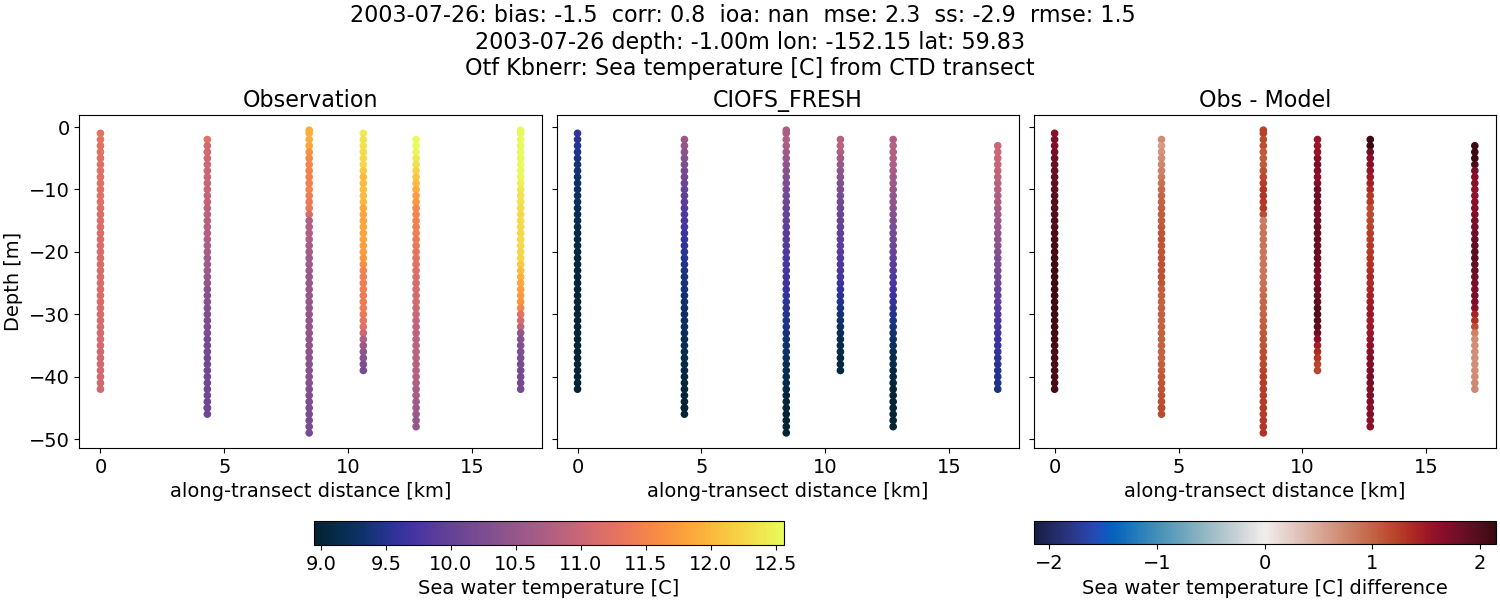 2003-07-26: bias: -1.5  corr: 0.8  ioa: nan  mse: 2.3  ss: -2.9  rmse: 1.5
2003-07-26 depth: -1.00m lon: -152.15 lat: 59.83
Otf Kbnerr: Sea temperature [C] from CTD transect
Observation
CIOFS_FRESH
Obs - Model
Depth [m]
0
−10
−20
−30
−40
−50
0 5 10 15
0 5 10 15
0 5 10 15
along-transect distance [km]
along-transect distance [km]
along-transect distance [km]
9.0 9.5 10.0 10.5 11.0 11.5 12.0 12.5
Sea water temperature [C]
−2 −1 0 1 2
Sea water temperature [C] difference